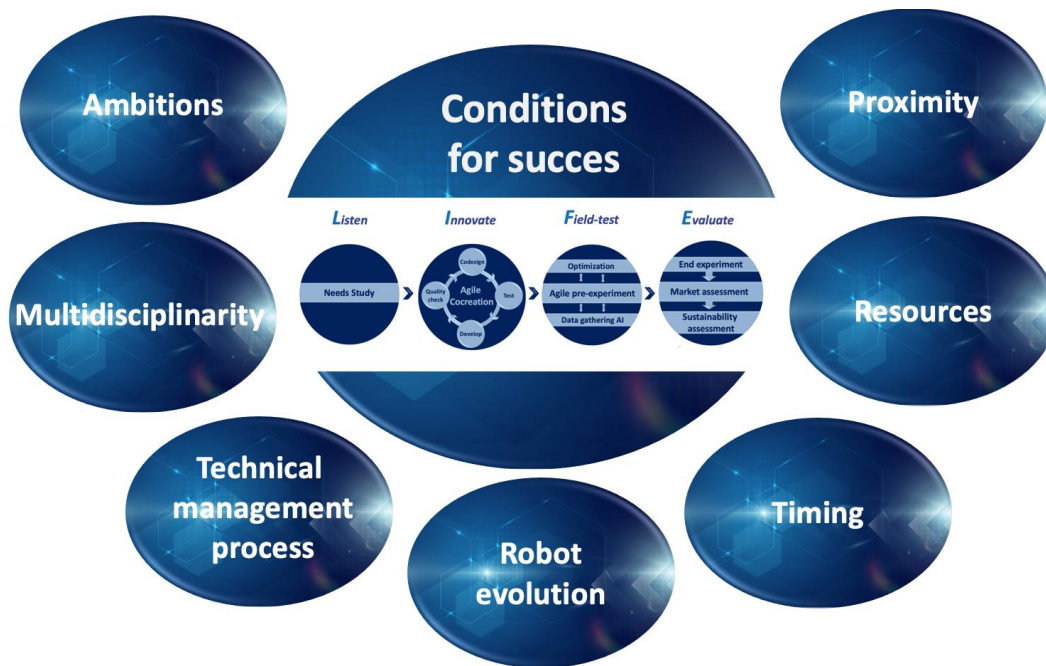 Ambitions
Conditions
for succes
Proximity
Multidisciplinarity
Listen
Innovate
Field-test
Evaluate
Needs Study
Codesign
Quality
check
Agile
Cocreation
Test
Develop
Optimization
Agile pre-experiment
Data gathering AI
End experiment
Market assessment
Sustainability
assessment
Resources
Technical
management
process
Robot
evolution
Timing